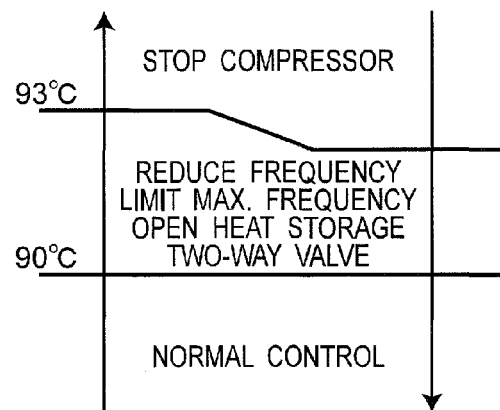 STOP COMPRESSOR
93°C
REDUCE FREQUENCY
LIMIT MAX. FREQUENCY
OPEN HEAT STORAGE
TWO-WAY VALVE
90°C
NORMAL CONTROL